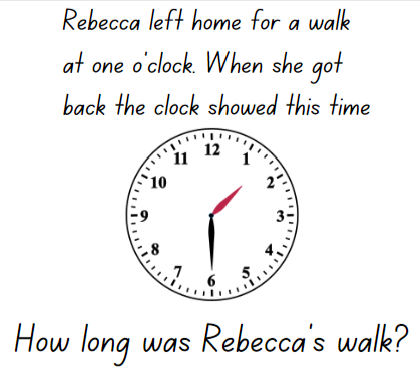 Rebecca left home for a walk
at one o'clock. When she got
back the clock showed this time
12
11 1
10 2
9 3
8 4
7 5
6
How long was Rebecca's walk?